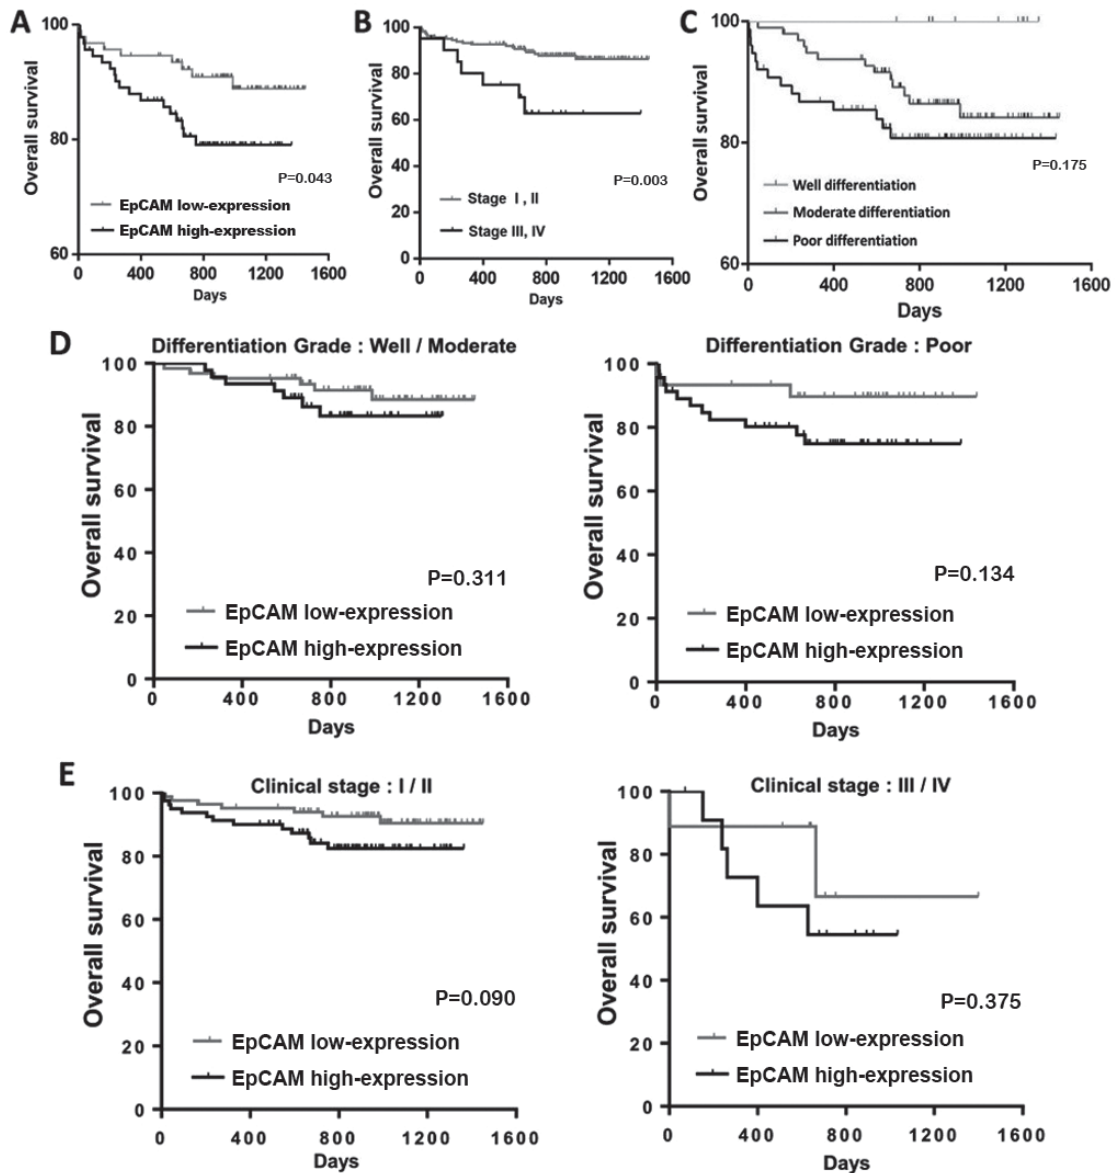 A
Overall survival
100
80
60
P=0.043
EpCAM low-expression
EpCAM high-expression
0 400 800 1200 1600
Days
B
Overall survival
100
80
60
40
20
0
P=0.003
Stage I , II
Stage III, IV
0 400 800 1200 1600
Days
C
Overall survival
100
80
60
P=0.175
Well differentiation
Moderate differentiation
Poor differentiation
0 400 800 1200 1600
Days
D
Differentiation Grade : Well / Moderate
Overall survival
100
80
60
40
20
0
P=0.311
EpCAM low-expression
EpCAM high-expression
0 400 800 1200 1600
Days
Differentiation Grade : Poor
Overall survival
100
80
60
40
20
0
P=0.134
EpCAM low-expression
EpCAM high-expression
0 400 800 1200 1600
Days
E
Clinical stage : I / II
Overall survival
100
80
60
40
20
0
P=0.090
EpCAM low-expression
EpCAM high-expression
0 400 800 1200 1600
Days
Clinical stage : III / IV
Overall survival
100
80
60
40
20
0
P=0.375
EpCAM low-expression
EpCAM high-expression
0 400 800 1200 1600
Days